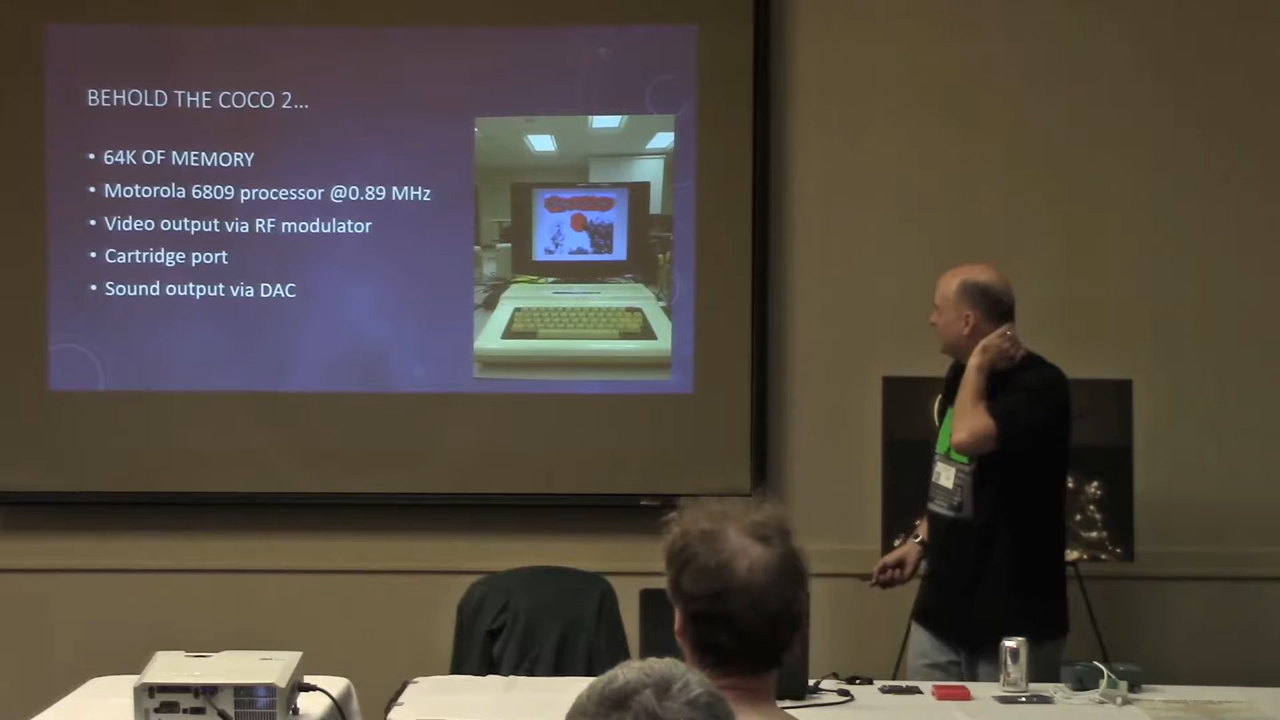 BEHOLD THE COCO 2...
• 64K OF MEMORY
• Motorola 6809 processor @0.89 MHz
• Video output via RF modulator
• Cartridge port
• Sound output via DAC